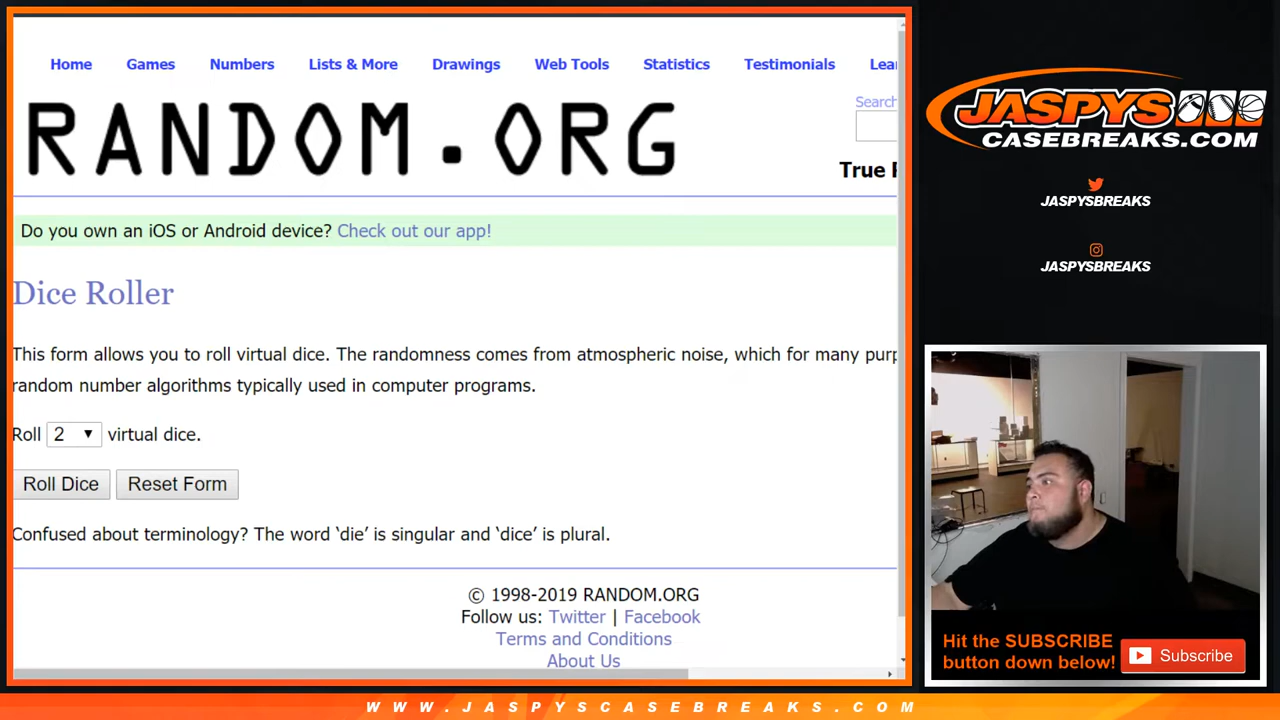 Home Games Numbers Lists & More Drawings Web Tools Statistics Testimonials Lea
RANDOM.ORG
Search
True
Do you own an iOS or Android device? Check out our app!
Dice Roller
This form allows you to roll virtual dice. The randomness comes from atmospheric noise, which for many purp
random number algorithms typically used in computer programs.
Roll 2 virtual dice.
Roll Dice Reset Form
Confused about terminology? The word ‘die’ is singular and ‘dice’ is plural.
© 1998-2019 RANDOM.ORG
Follow us: Twitter | Facebook
Terms and Conditions
About Us
JASPYS
CASEBREAKS.COM
JASPYSBREAKS
JASPYSBREAKS
Hit the SUBSCRIBE
button down below!
Subscribe
WWW.JASPYSCASEBREAKS.COM